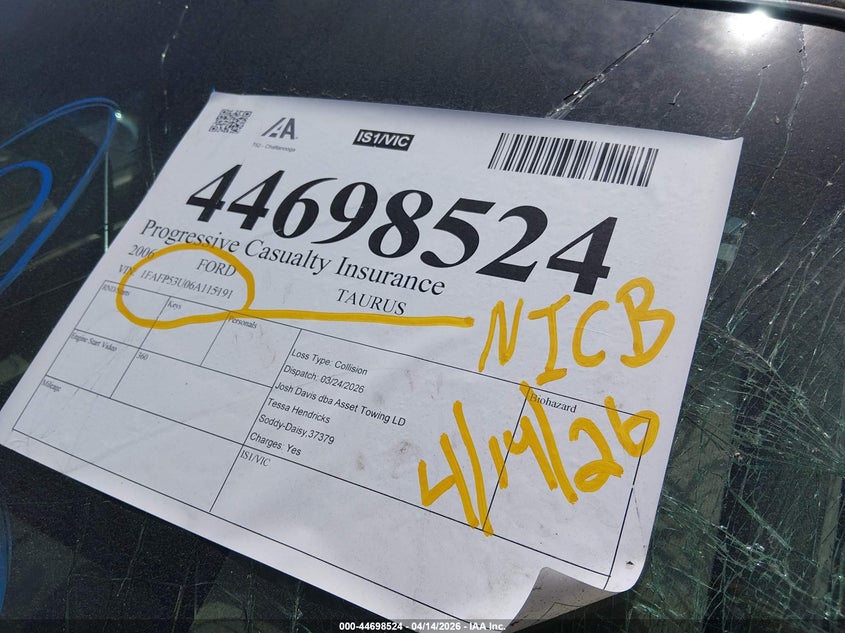 IAA
752 - Chattanooga
IS1/VIC
44698524
Progressive Casualty Insurance
2006 FORD TAURUS
VIN: 1FAFP53U06A115191
Keys
Personals
Engine Start Video
360
Mileage
Loss Type: Collision
Dispatch: 03/24/2026
Josh Davis dba Asset Towing LD
Tessa Hendricks
Soddy-Daisy,37379
Charges: Yes
IS1/VIC
Biohazard
NICB
4/14/26
000-44698524 - 04/14/2026 - IAA Inc.